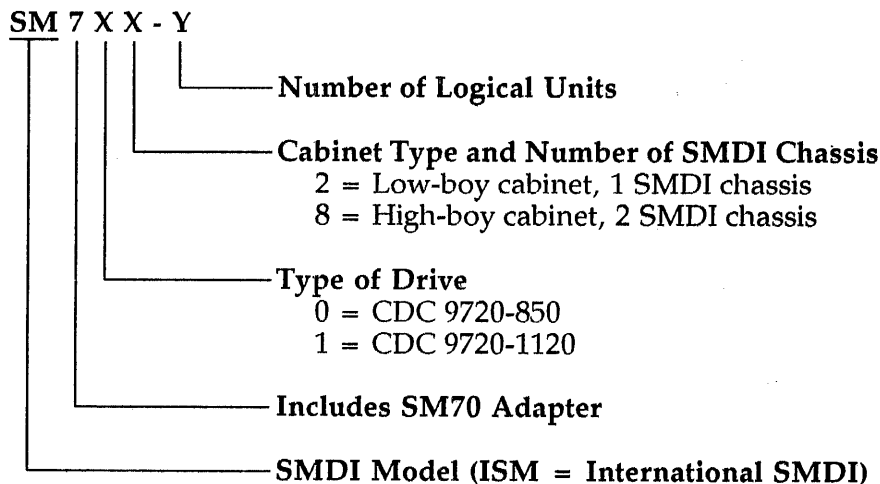 SM 7 X X - Y
Number of Logical Units
Cabinet Type and Number of SMDI Chassis
2 = Low-boy cabinet, 1 SMDI chassis
8 = High-boy cabinet, 2 SMDI chassis
Type of Drive
0 = CDC 9720-850
1 = CDC 9720-1120
Includes SM70 Adapter
SMDI Model (ISM = International SMDI)